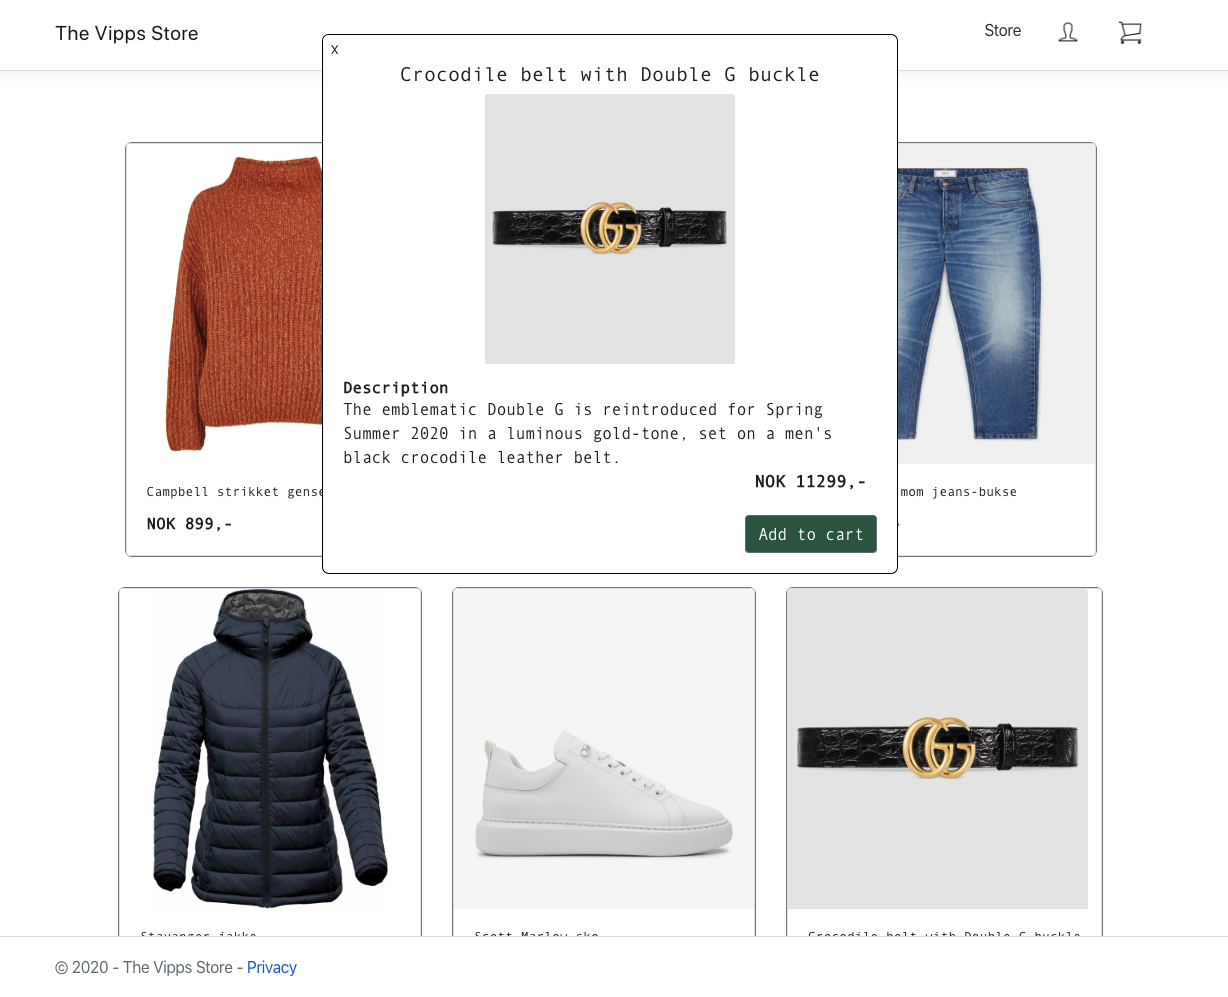 The Vipps Store
Store
X
Crocodile belt with Double G buckle
Description
The emblematic Double G is reintroduced for Spring
Summer 2020 in a luminous gold-tone, set on a men's
black crocodile leather belt.
NOK 11299,-
Add to cart
Campbell strikket gense
NOK 899,-
mom jeans-bukse
Stavanger jakke
Scott Marlow sko
Crocodile belt with Double G buckle
© 2020 - The Vipps Store - Privacy